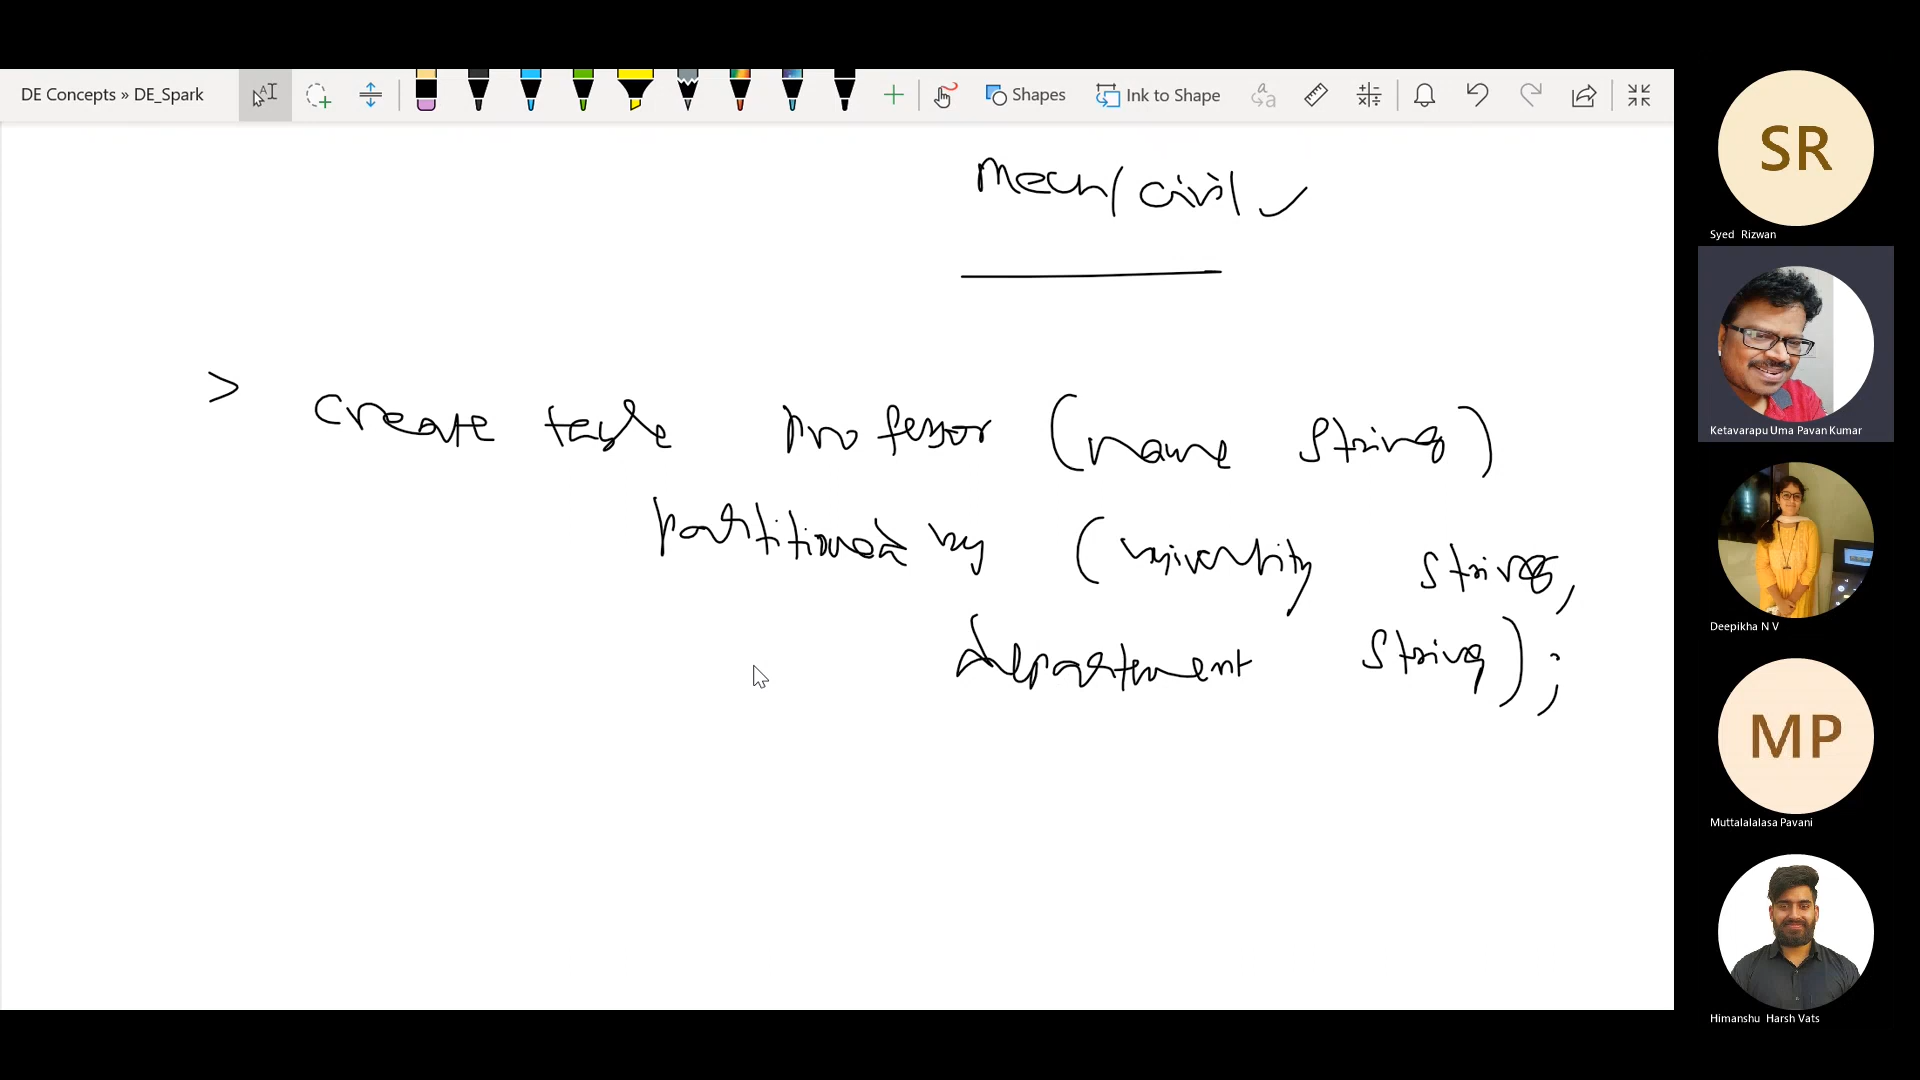 DE Concepts » DE_Spark
Shapes
Ink to Shape
Mech/civil ✓
> create table professor (name string)
partitioned by (university string,
department string);
SR
Syed Rizwan
Ketavarapu Uma Pavan Kumar
Deepikha N V
MP
Muttalalalasa Pavani
Himanshu Harsh Vats